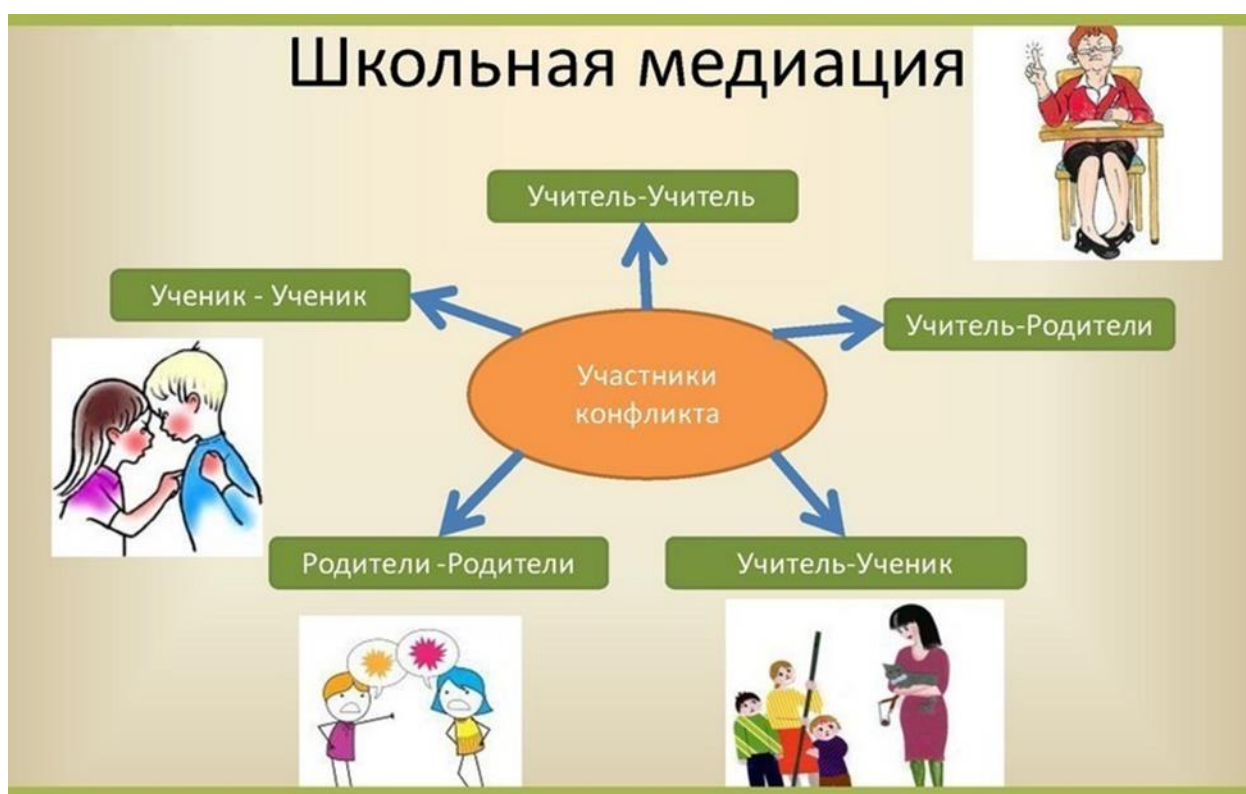 Школьная медиация
Учитель-Учитель
Ученик - Ученик
Учитель-Родители
Участники
конфликта
Родители -Родители
Учитель-Ученик